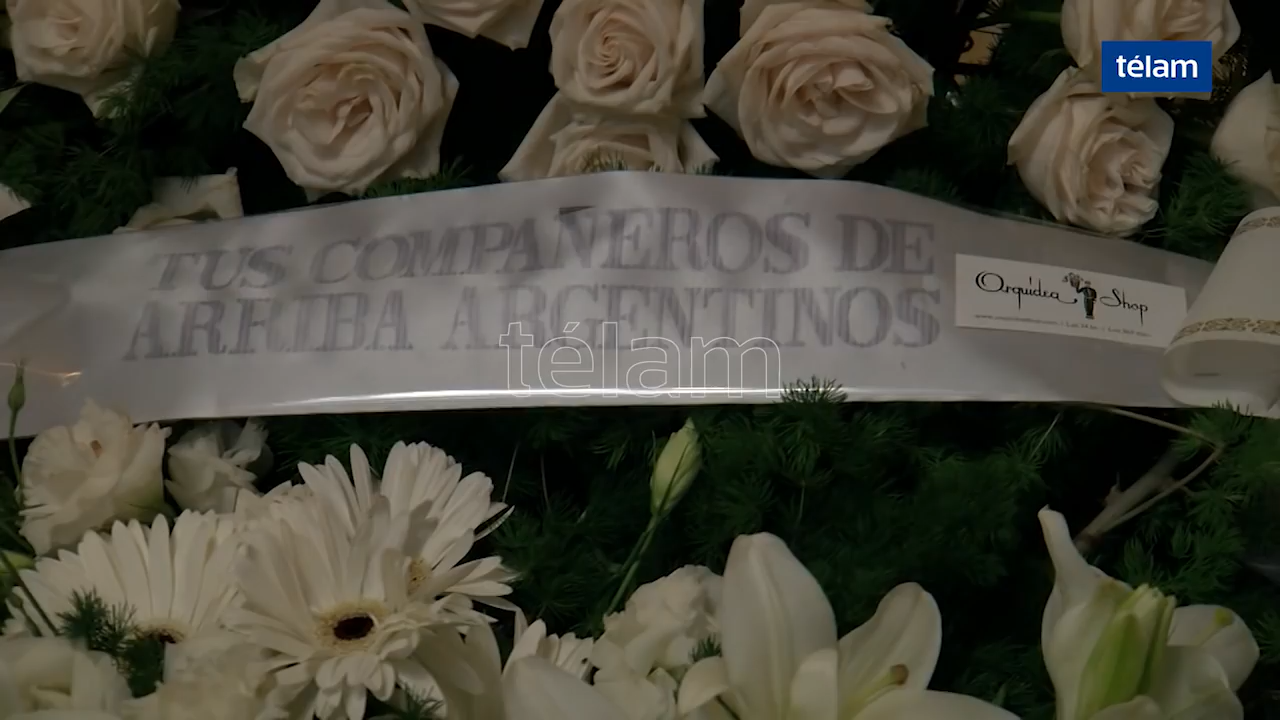 télam
TUS COMPAÑEROS DE
ARRIBA ARGENTINOS
Orquídea Shop
télam